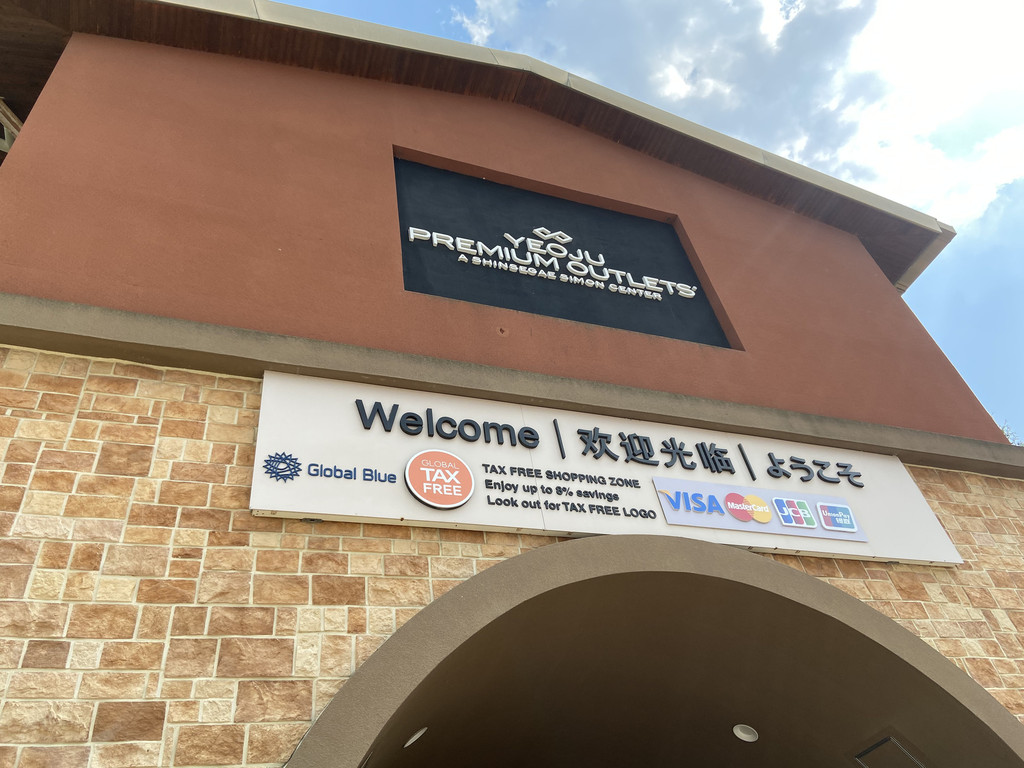 YEOJU
PREMIUM OUTLETS®
A SHINSEGAE SIMON CENTER
Welcome | 欢迎光临 | ようこそ
Global Blue
GLOBAL
TAX
FREE
TAX FREE SHOPPING ZONE
Enjoy up to 8% savings
Look out for TAX FREE LOGO
VISA
MasterCard
JCB
UnionPay
银联